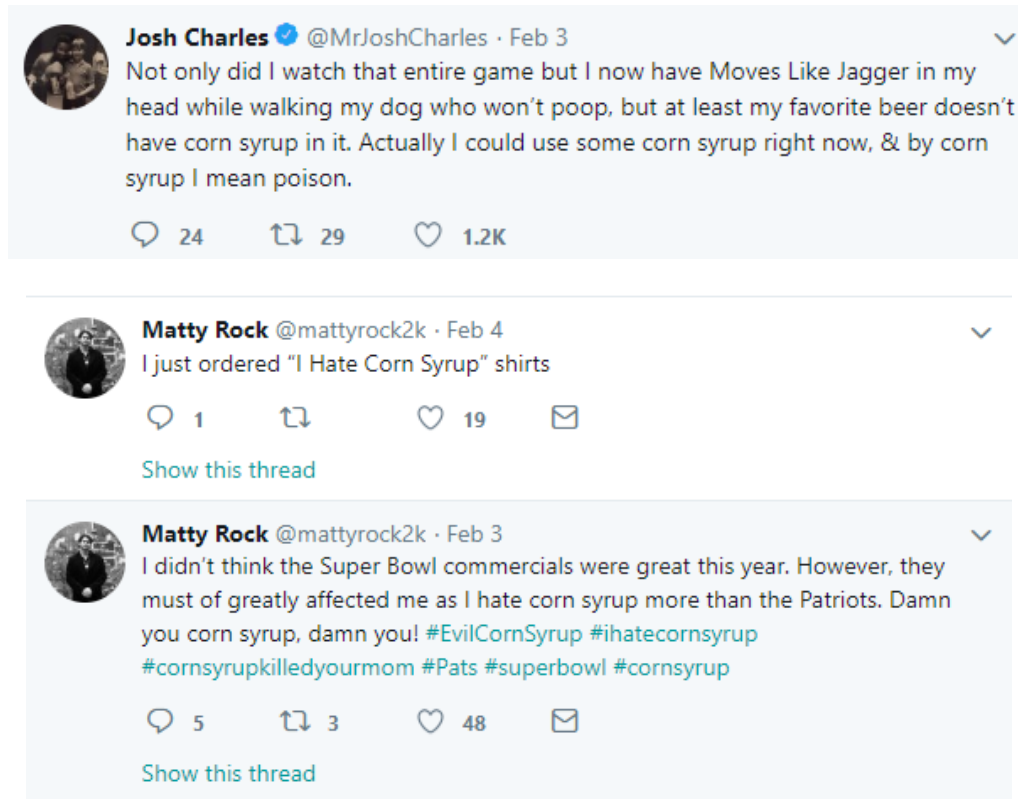 Josh Charles @MrJoshCharles · Feb 3
Not only did I watch that entire game but I now have Moves Like Jagger in my
head while walking my dog who won't poop, but at least my favorite beer doesn't
have corn syrup in it. Actually I could use some corn syrup right now, & by corn
syrup I mean poison.
24 29 1.2K
Matty Rock @mattyrock2k · Feb 4
I just ordered “I Hate Corn Syrup” shirts
1 19
Show this thread
Matty Rock @mattyrock2k · Feb 3
I didn't think the Super Bowl commercials were great this year. However, they
must of greatly affected me as I hate corn syrup more than the Patriots. Damn
you corn syrup, damn you! #EvilCornSyrup #ihatecornsyrup
#cornsyrupkilledyourmom #Pats #superbowl #cornsyrup
5 3 48
Show this thread